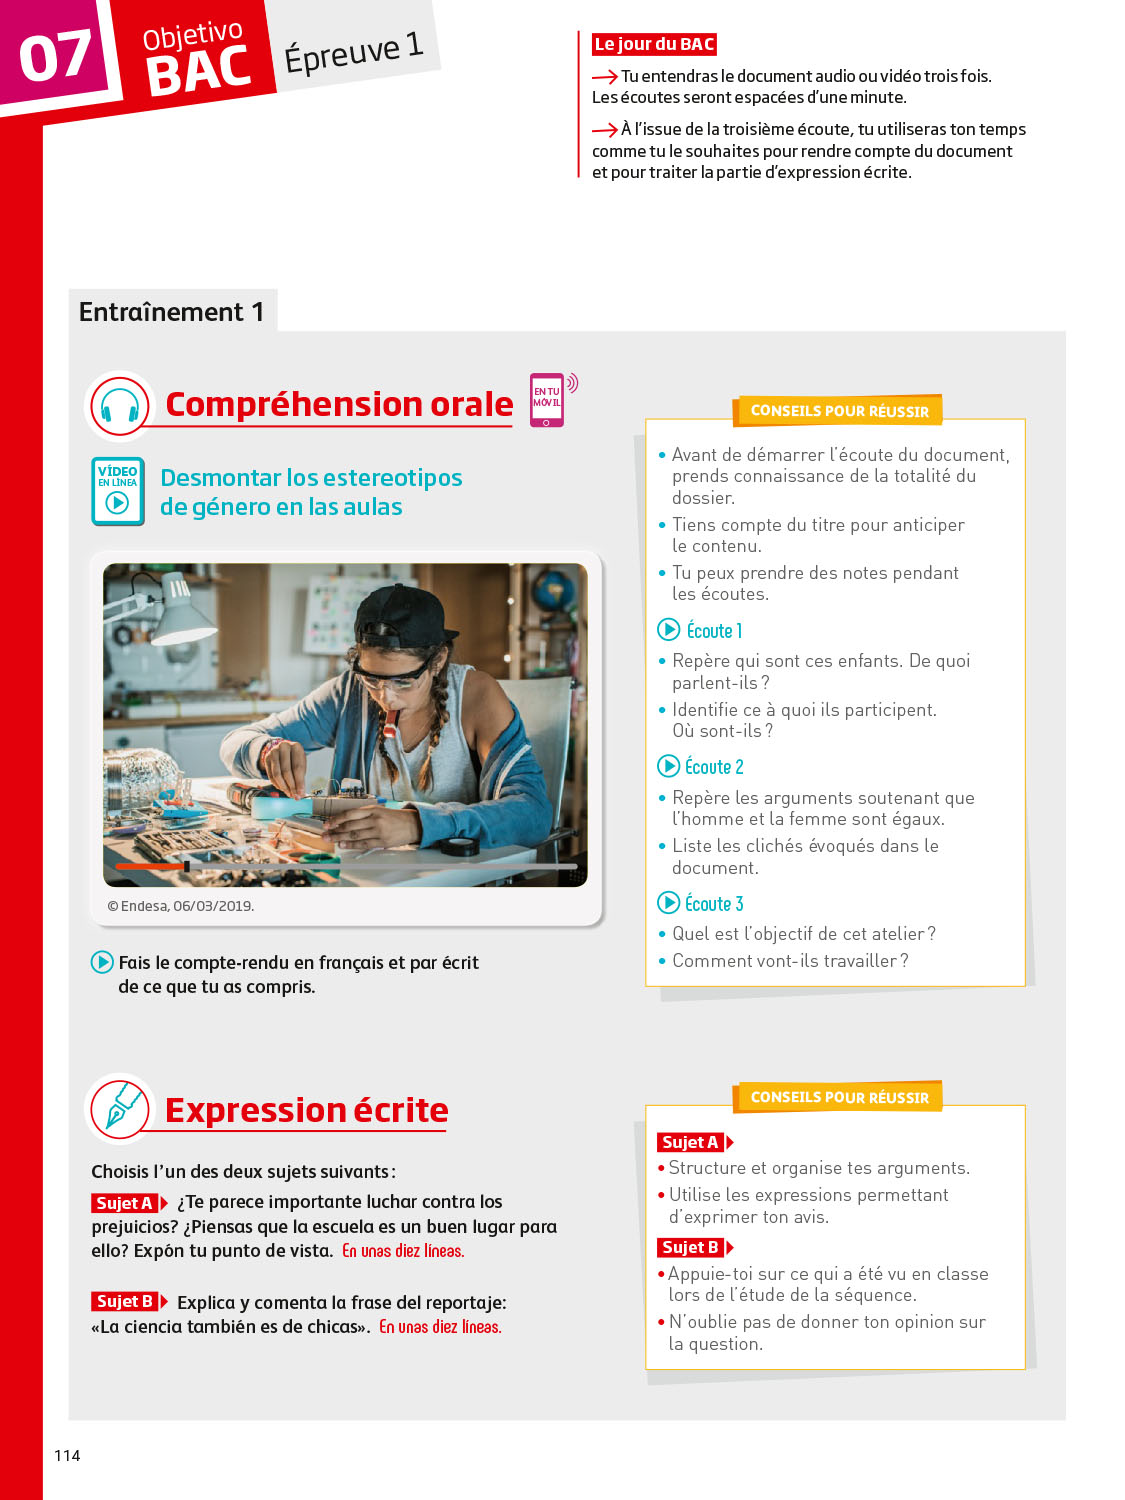 07
Objetivo
BAC
Épreuve 1
Le jour du BAC
Tu entendras le document audio ou vidéo trois fois.
Les écoutes seront espacées d'une minute.
À l'issue de la troisième écoute, tu utiliseras ton temps
comme tu le souhaites pour rendre compte du document
et pour traiter la partie d'expression écrite.
Entraînement 1
Compréhension orale
EN TU
MÓVIL
VÍDEO
EN LÍNEA
Desmontar los estereotipos
de género en las aulas
© Endesa, 06/03/2019.
Fais le compte-rendu en français et par écrit
de ce que tu as compris.
CONSEILS POUR RÉUSSIR
• Avant de démarrer l'écoute du document,
prends connaissance de la totalité du
dossier.
• Tiens compte du titre pour anticiper
le contenu.
• Tu peux prendre des notes pendant
les écoutes.
Écoute 1
• Repère qui sont ces enfants. De quoi
parlent-ils ?
• Identifie ce à quoi ils participent.
Où sont-ils ?
Écoute 2
• Repère les arguments soutenant que
l'homme et la femme sont égaux.
• Liste les clichés évoqués dans le
document.
Écoute 3
• Quel est l'objectif de cet atelier ?
• Comment vont-ils travailler ?
Expression écrite
Choisis l'un des deux sujets suivants :
Sujet A ¿Te parece importante luchar contra los
prejuicios? ¿Piensas que la escuela es un buen lugar para
ello? Expón tu punto de vista. En unas diez líneas.
Sujet B Explica y comenta la frase del reportaje:
«La ciencia también es de chicas». En unas diez líneas.
CONSEILS POUR RÉUSSIR
Sujet A
• Structure et organise tes arguments.
• Utilise les expressions permettant
d'exprimer ton avis.
Sujet B
• Appuie-toi sur ce qui a été vu en classe
lors de l'étude de la séquence.
• N'oublie pas de donner ton opinion sur
la question.
114